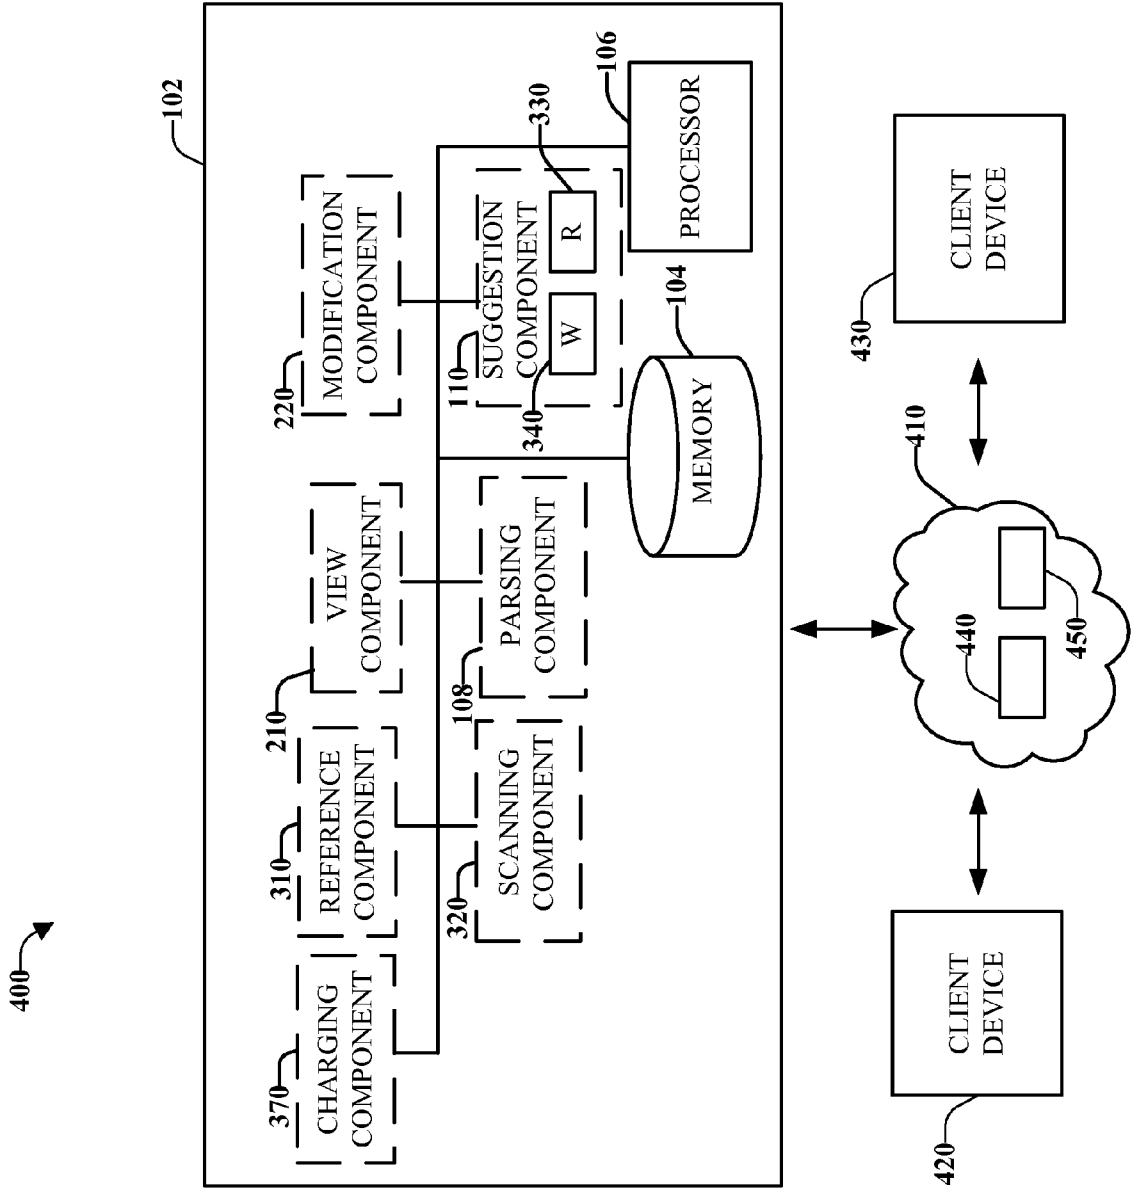 400
102
370
CHARGING
COMPONENT
310
REFERENCE
COMPONENT
210
VIEW
COMPONENT
220
MODIFICATION
COMPONENT
320
SCANNING
COMPONENT
108
PARSING
COMPONENT
110
SUGGESTION
COMPONENT
340
W
R
330
MEMORY
104
PROCESSOR
106
420
CLIENT
DEVICE
410
440
450
430
CLIENT
DEVICE